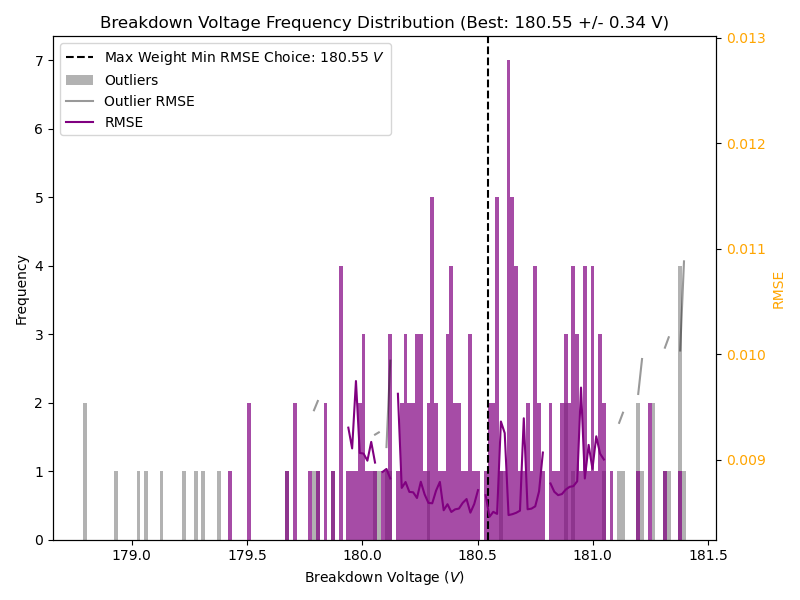 Breakdown Voltage Frequency Distribution (Best: 180.55 +/- 0.34 V)
Max Weight Min RMSE Choice: 180.55 V
Outliers
Outlier RMSE
RMSE
7
6
5
4
3
2
1
0
Frequency
0.013
0.012
0.011
0.010
0.009
RMSE
179.0 179.5 180.0 180.5 181.0 181.5
Breakdown Voltage (V)